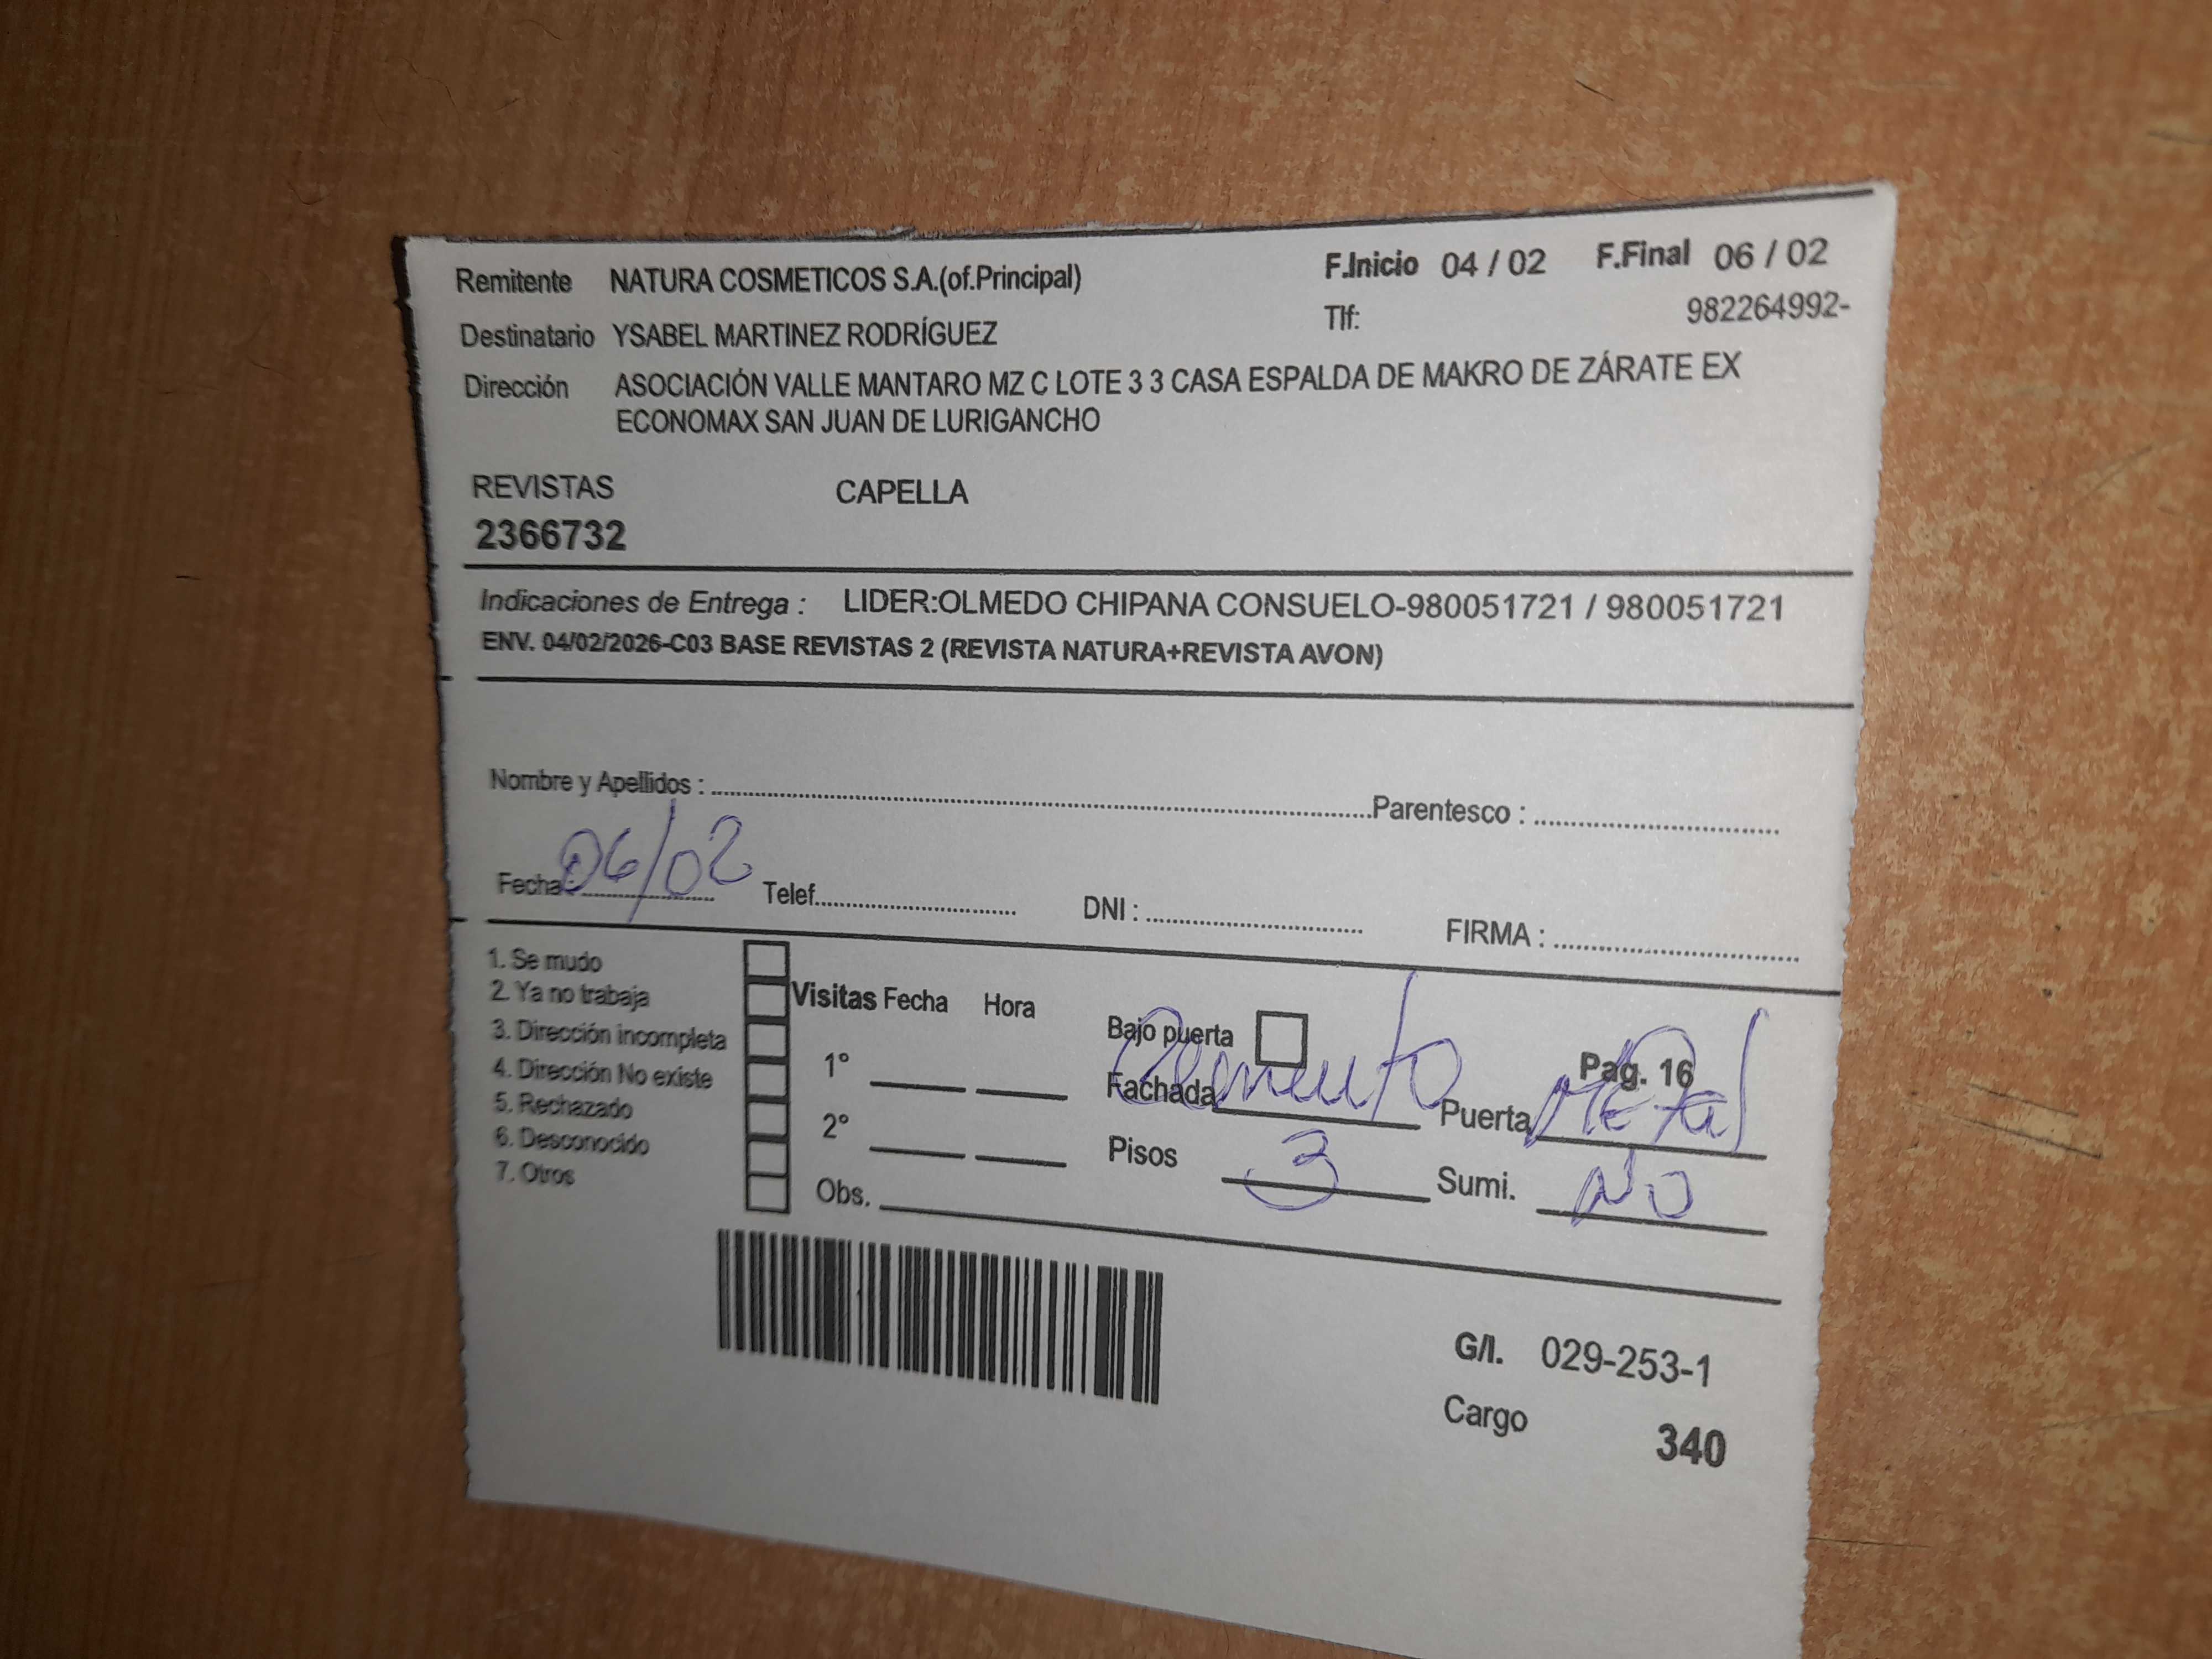 Remitente NATURA COSMETICOS S.A.(of.Principal) F.Inicio 04 / 02 F.Final 06 / 02
Destinatario YSABEL MARTINEZ RODRÍGUEZ Tlf: 982264992-
Dirección ASOCIACIÓN VALLE MANTARO MZ C LOTE 3 3 CASA ESPALDA DE MAKRO DE ZÁRATE EX
ECONOMAX SAN JUAN DE LURIGANCHO
REVISTAS CAPELLA
2366732
Indicaciones de Entrega : LIDER:OLMEDO CHIPANA CONSUELO-980051721 / 980051721
ENV. 04/02/2026-C03 BASE REVISTAS 2 (REVISTA NATURA+REVISTA AVON)
Nombre y Apellidos : Parentesco :
Fecha : 06/02 Telef. DNI : FIRMA :
1. Se mudo
2. Ya no trabaja
3. Dirección incompleta
4. Dirección No existe
5. Rechazado
6. Desconocido
7. Otros
Visitas Fecha Hora
1°
2°
Obs.
Bajo puerta Pag. 16
Fachada Cemento Puerta Metal
Pisos 3 Sumi. NO
G/I. 029-253-1
Cargo 340